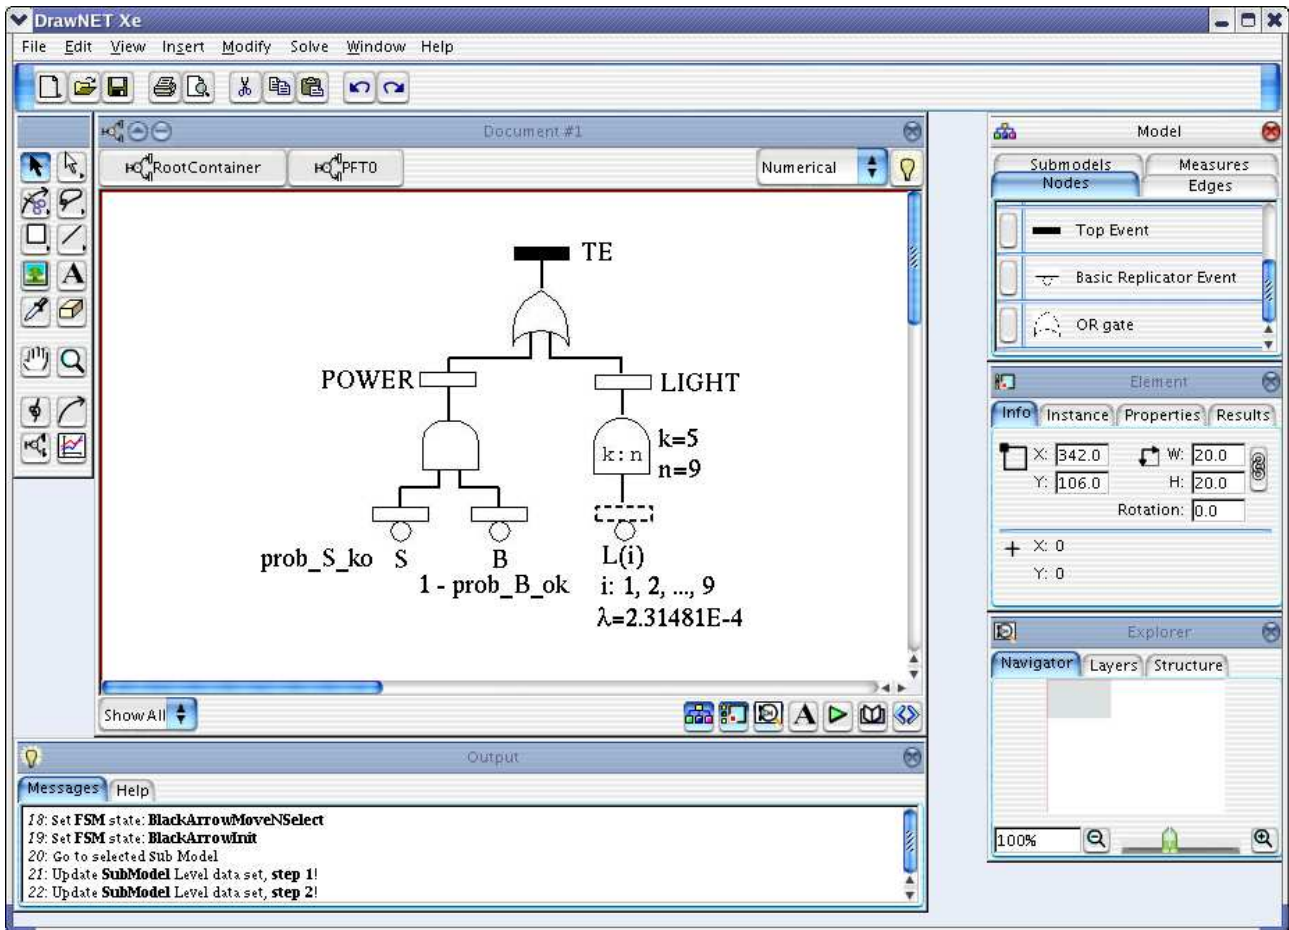 DrawNET Xe
File Edit View Insert Modify Solve Window Help
Document #1
RootContainer PFT0 Numerical
TE
POWER LIGHT
k:n
k=5
n=9
prob_S_ko S B L(i)
1 - prob_B_ok i: 1, 2, ..., 9
λ=2.31481E-4
Show All
A
Model
Submodels Measures
Nodes Edges
Top Event
Basic Replicator Event
OR gate
Element
Info Instance Properties Results
X: 342.0 W: 20.0
Y: 106.0 H: 20.0
Rotation: 0.0
X: 0
Y: 0
Explorer
Navigator Layers Structure
100%
Output
Messages Help
18: Set FSM state: BlackArrowMoveNSelect
19: Set FSM state: BlackArrowInit
20: Go to selected Sub Model
21: Update SubModel Level data set, step 1!
22: Update SubModel Level data set, step 2!